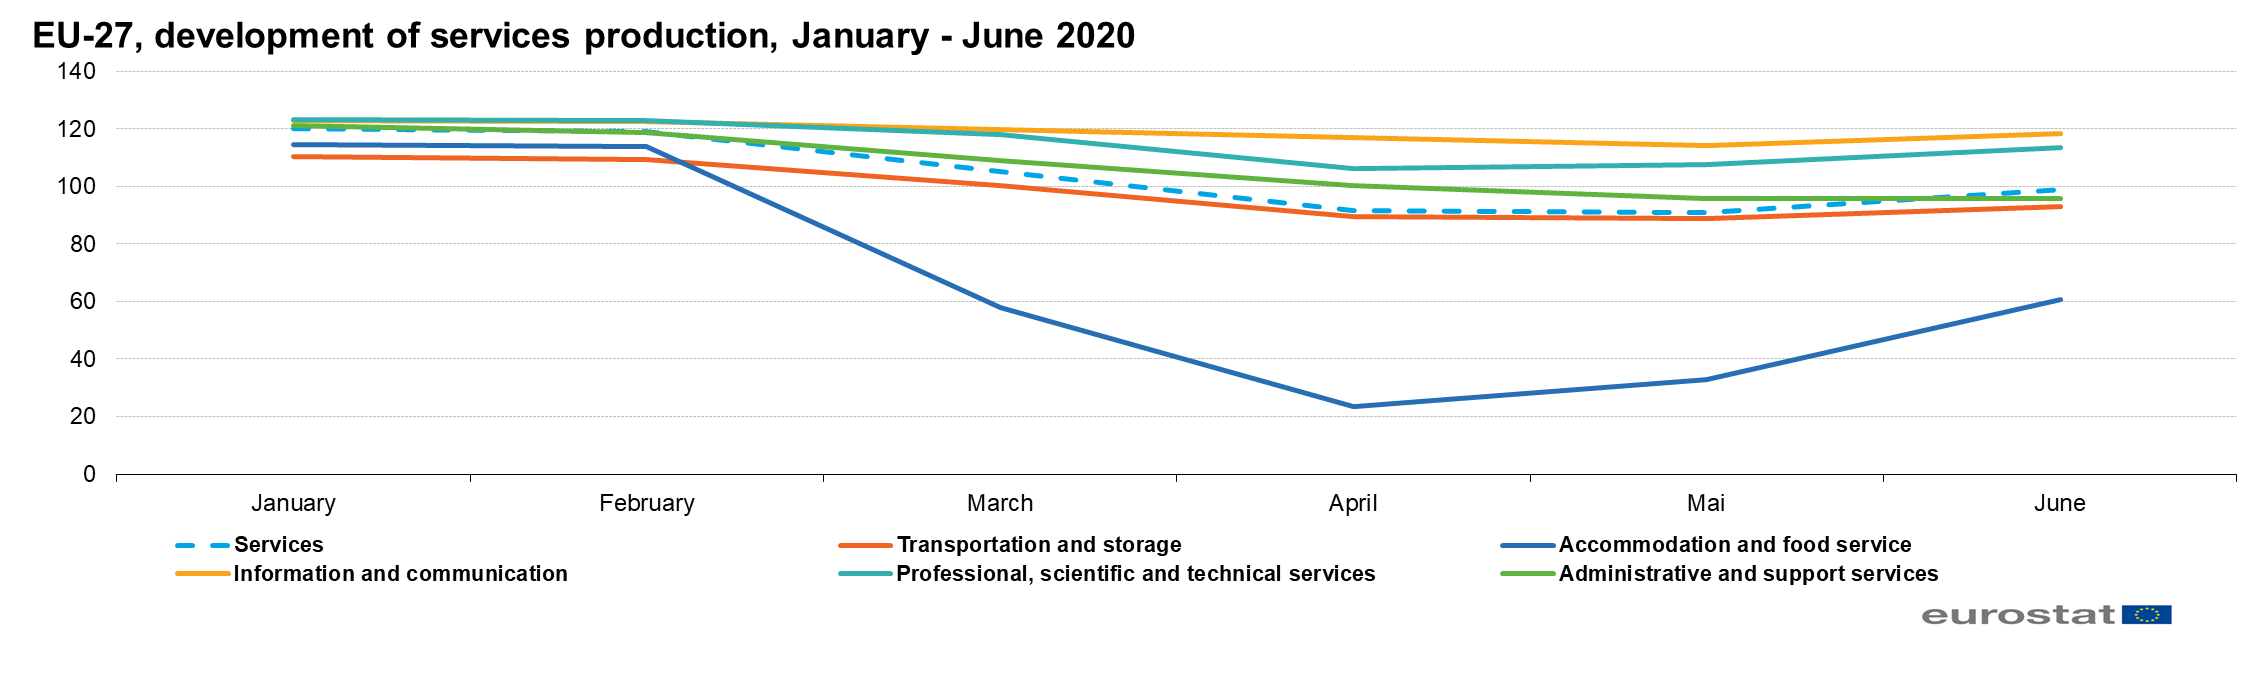 EU-27, development of services production, January - June 2020
140
120
100
80
60
40
20
0
January February March April Mai June
Services Transportation and storage Accommodation and food service
Information and communication Professional, scientific and technical services Administrative and support services
eurostat